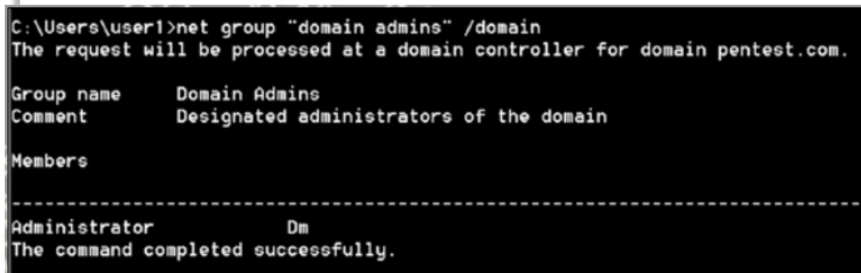 C:\Users\user1>net group "domain admins" /domain
The request will be processed at a domain controller for domain pentest.com.
Group name     Domain Admins
Comment        Designated administrators of the domain
Members
-------------------------------------------------------------------------------
Administrator            Dm
The command completed successfully.